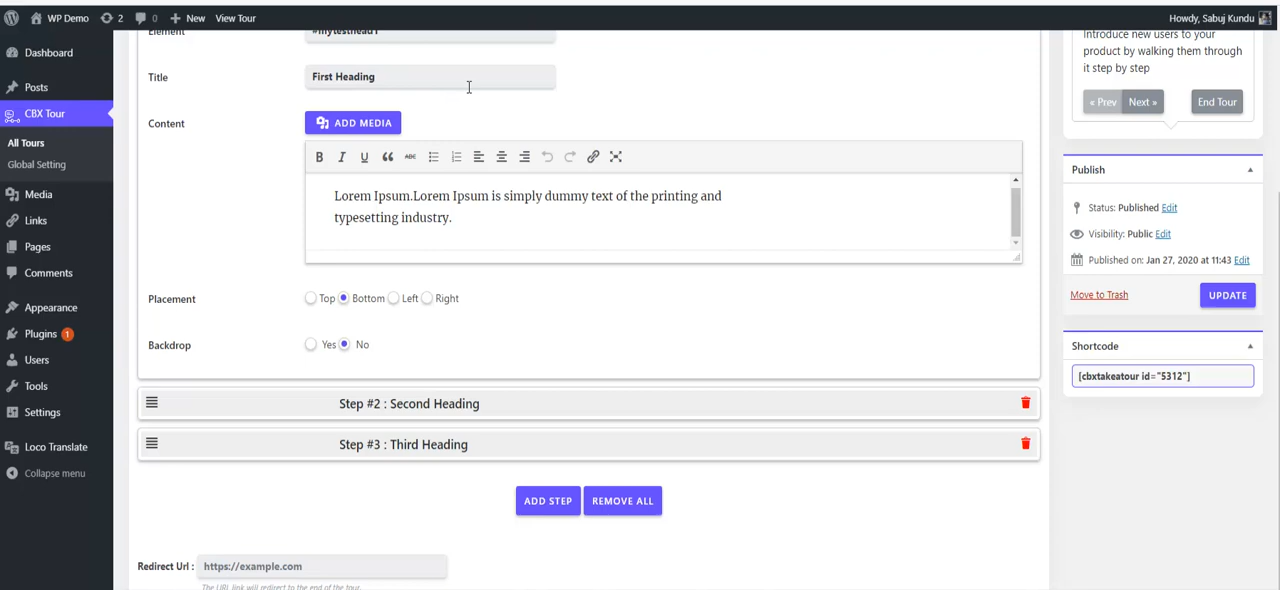 WP Demo 2 0 New View Tour Howdy, Sabuj Kundu
Dashboard
Posts
CBX Tour
All Tours
Global Setting
Media
Links
Pages
Comments
Appearance
Plugins 1
Users
Tools
Settings
Loco Translate
Collapse menu
Element #mytesthead1
Title First Heading
Content ADD MEDIA
B I U ABC
Lorem Ipsum.Lorem Ipsum is simply dummy text of the printing and
typesetting industry.
Placement Top Bottom Left Right
Backdrop Yes No
Step #2 : Second Heading
Step #3 : Third Heading
ADD STEP REMOVE ALL
Redirect Url : https://example.com
The URL link will redirect to the end of the tour.
Introduce new users to your
product by walking them through
it step by step
« Prev Next » End Tour
Publish
Status: Published Edit
Visibility: Public Edit
Published on: Jan 27, 2020 at 11:43 Edit
Move to Trash UPDATE
Shortcode
[cbxtakeatour id="5312"]